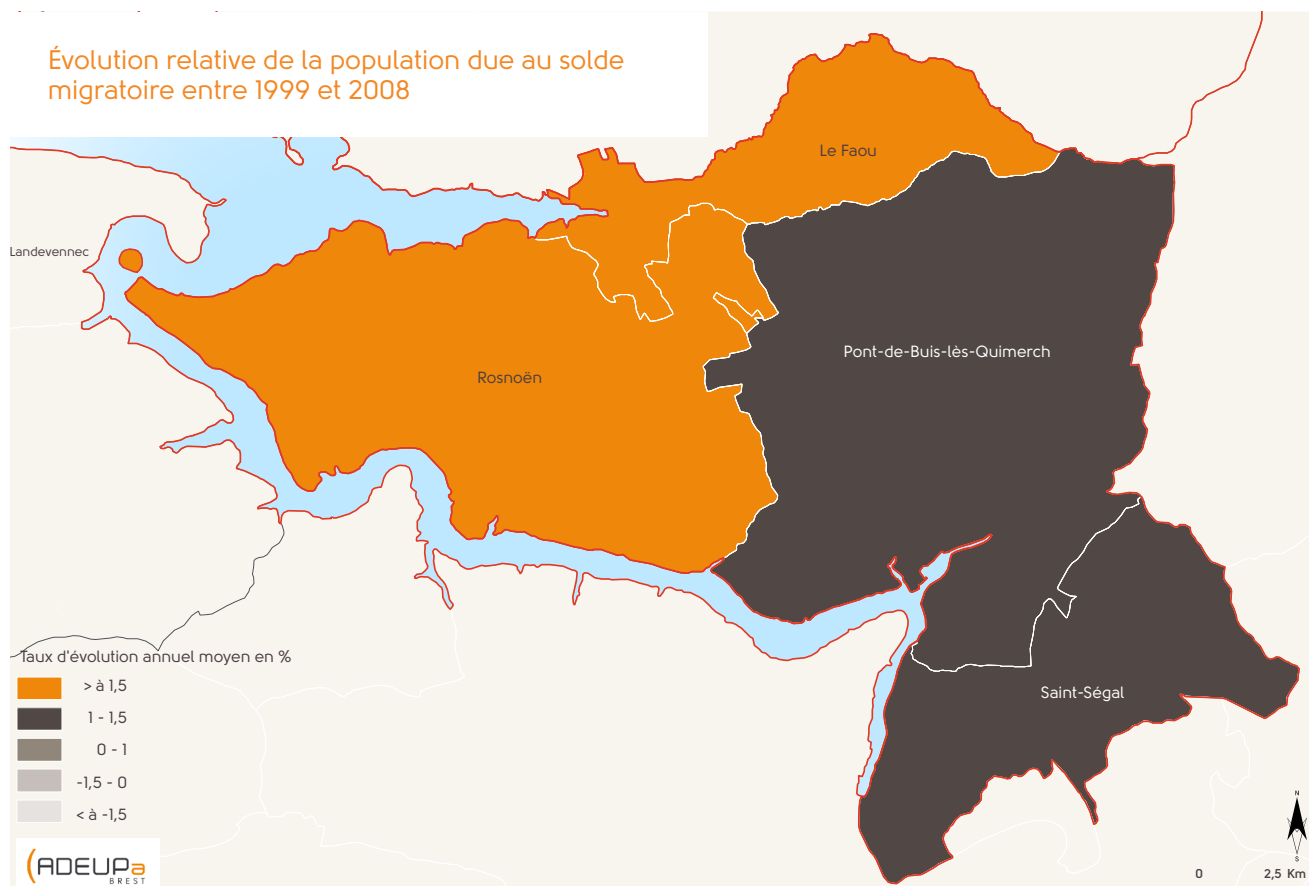 Évolution relative de la population due au solde
migratoire entre 1999 et 2008
Le Faou
Landevennec
Pont-de-Buis-lès-Quimerch
Rosnoën
Saint-Ségal
Taux d'évolution annuel moyen en %
> à 1,5
1 - 1,5
0 - 1
-1,5 - 0
< à -1,5
ADEUPa
BREST
N
S
0 2,5 Km